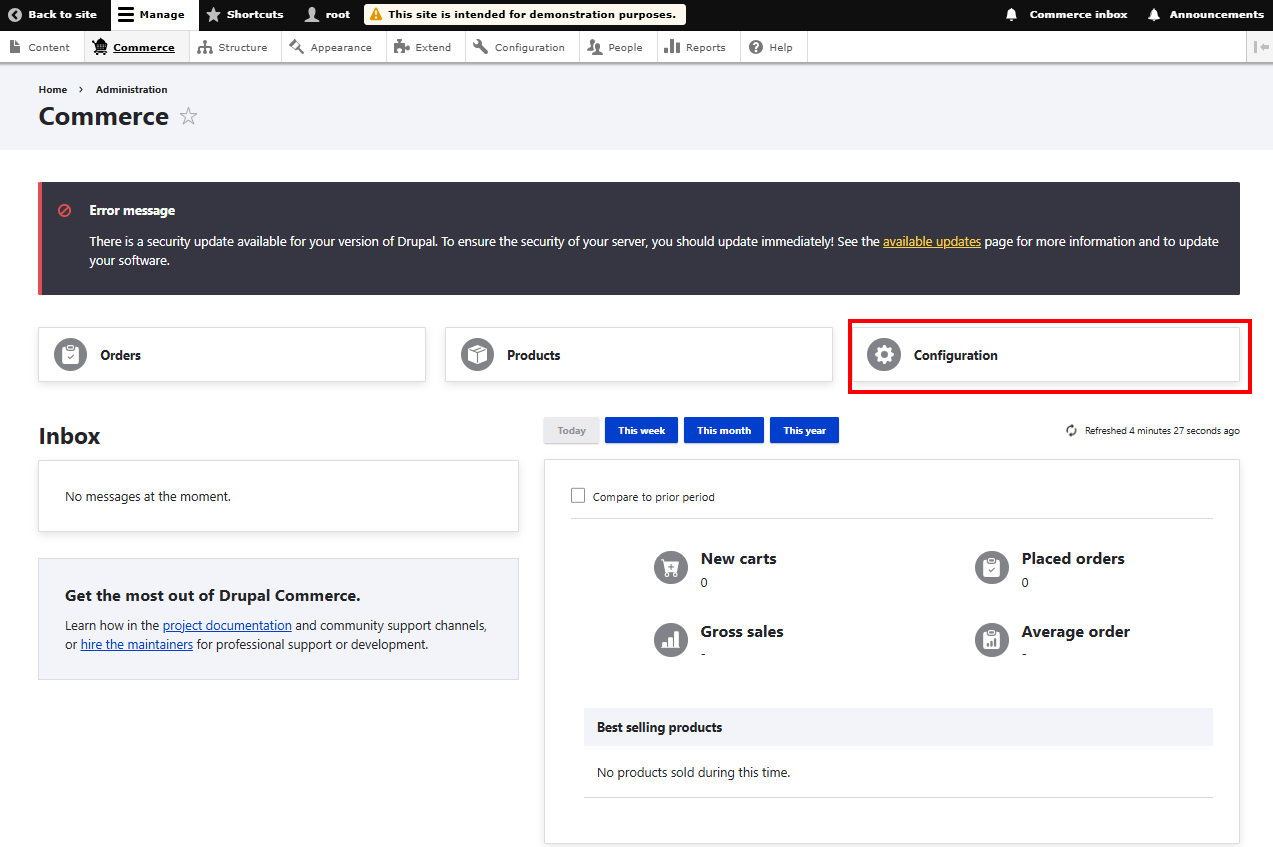 Back to site Manage Shortcuts root This site is intended for demonstration purposes. Commerce inbox Announcements
Content Commerce Structure Appearance Extend Configuration People Reports Help
Home › Administration
Commerce
Error message
There is a security update available for your version of Drupal. To ensure the security of your server, you should update immediately! See the available updates page for more information and to update
your software.
Orders Products Configuration
Inbox
Today This week This month This year Refreshed 4 minutes 27 seconds ago
No messages at the moment.
Get the most out of Drupal Commerce.
Learn how in the project documentation and community support channels,
or hire the maintainers for professional support or development.
Compare to prior period
New carts Placed orders
0 0
Gross sales Average order
- -
Best selling products
No products sold during this time.